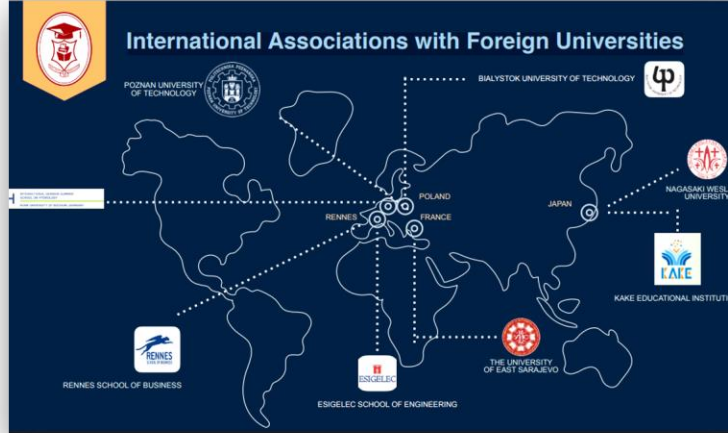 International Associations with Foreign Universities
POZNAN UNIVERSITY
OF TECHNOLOGY
BIALYSTOK UNIVERSITY OF TECHNOLOGY
NAGASAKI WESL
UNIVERSITY
POLAND
RENNES
FRANCE
JAPAN
KAKE
KAKE EDUCATIONAL INSTITUTI
RENNES
RENNES SCHOOL OF BUSINESS
ESIGELEC
ESIGELEC SCHOOL OF ENGINEERING
THE UNIVERSITY
OF EAST SARAJEVO